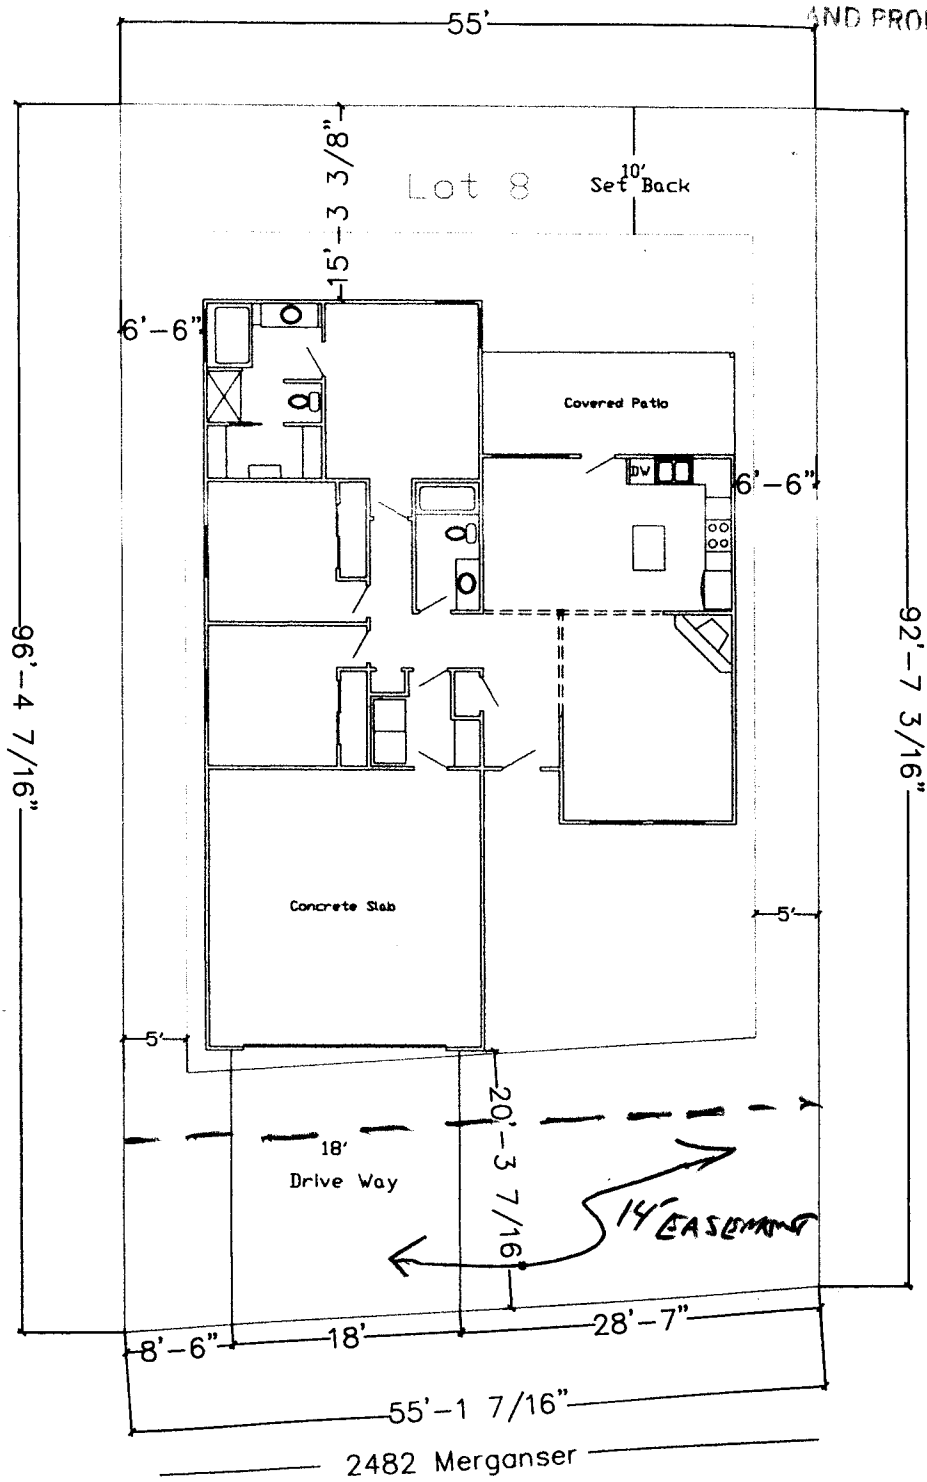 55'
AND PRO
15'-3 3/8"
Lot 8
10'
Set Back
6'-6"
Covered Patio
DW
6'-6"
96'-4 7/16"
92'-7 3/16"
Concrete Slab
5'
5'
20'-3 7/16
18'
Drive Way
14' EASEMENT
8'-6"
18'
28'-7"
55'-1 7/16"
2482 Merganser